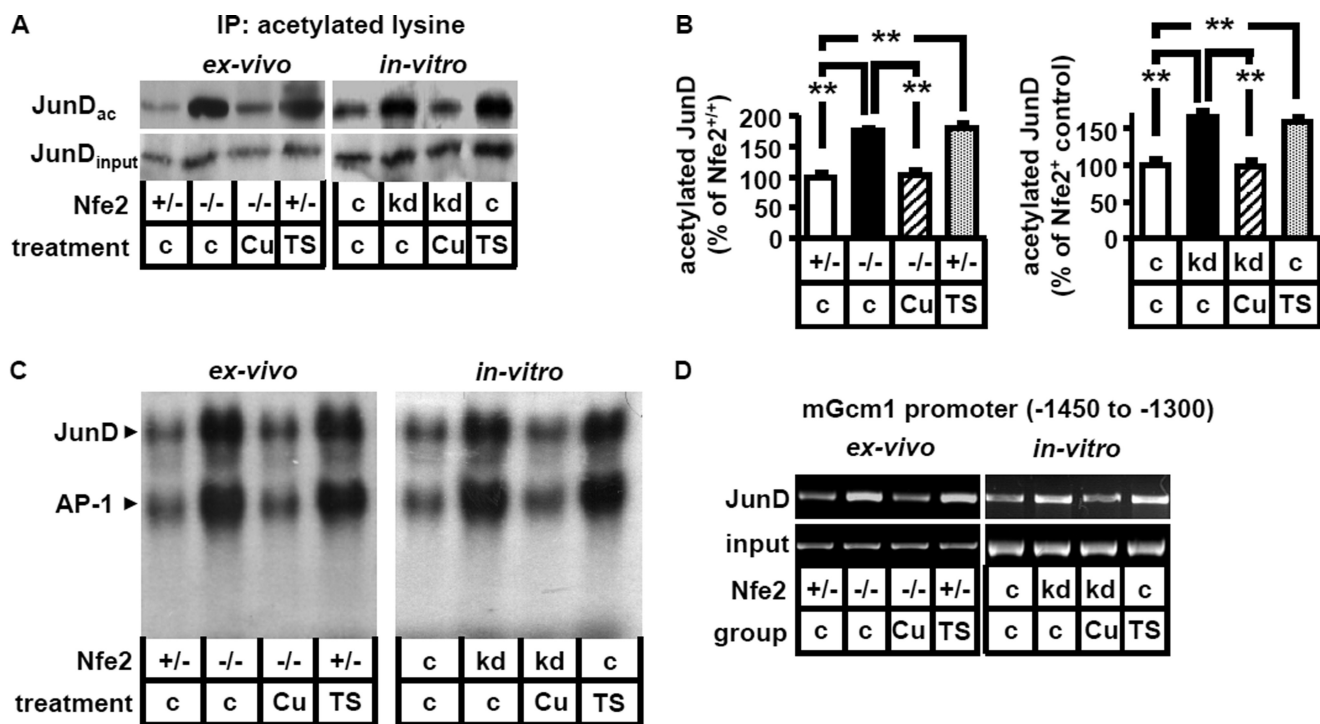 A
IP: acetylated lysine
ex-vivo in-vitro
JunDac
JunDinput
Nfe2 +/- -/- -/- +/- c kd kd c
treatment c c Cu TS c c Cu TS
B
** **
** ** ** **
acetylated JunD
(% of Nfe2+/+)
200
150
100
50
0
+/- -/- -/- +/-
c c Cu TS
acetylated JunD
(% of Nfe2+ control)
150
100
50
0
c kd kd c
c c Cu TS
C
ex-vivo in-vitro
JunD
AP-1
Nfe2 +/- -/- -/- +/- c kd kd c
treatment c c Cu TS c c Cu TS
D
mGcm1 promoter (-1450 to -1300)
ex-vivo in-vitro
JunD
input
Nfe2 +/- -/- -/- +/- c kd kd c
group c c Cu TS c c Cu TS